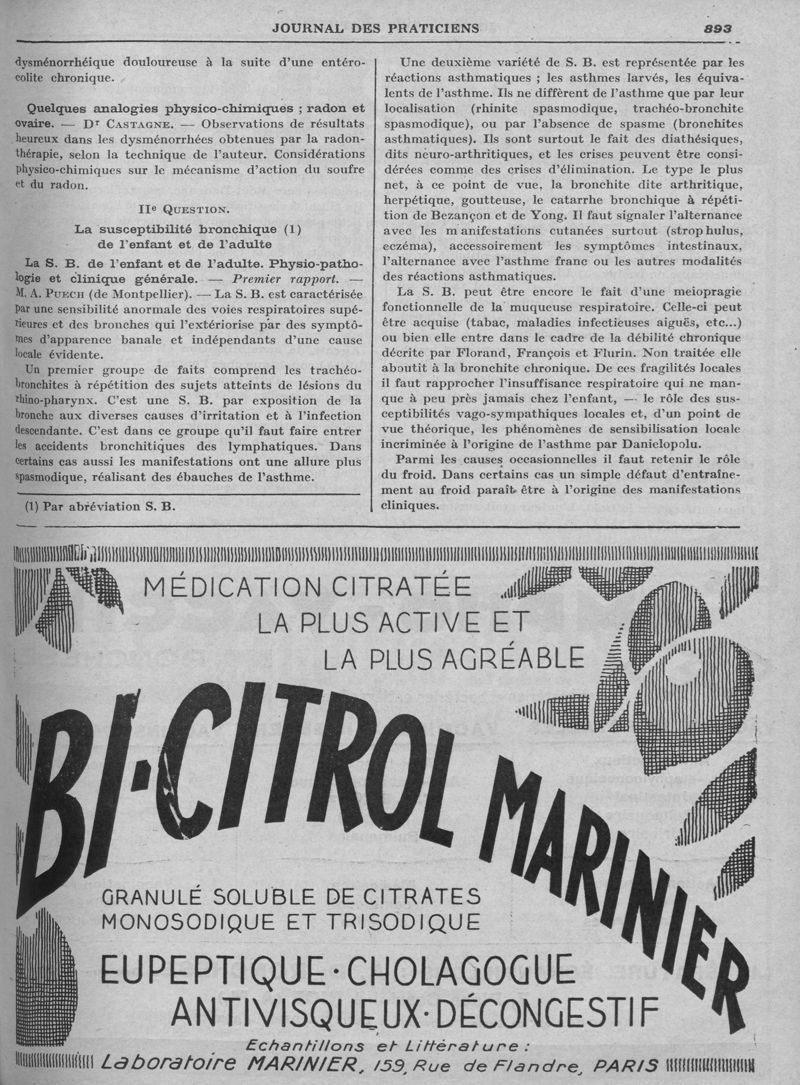 JOURNAL DES PRATICIENS
893
dysménorrhéique douloureuse à la suite d'une entéro-
colite chronique.
Quelques analogies physico-chimiques ; radon et
ovaire. — Dr CASTAGNE. — Observations de résultats
heureux dans les dysménorrhées obtenues par la radon-
thérapie, selon la technique de l'auteur. Considérations
physico-chimiques sur le mécanisme d'action du soufre
et du radon.
IIe QUESTION.
La susceptibilité bronchique (1)
de l'enfant et de l'adulte
La S. B. de l'enfant et de l'adulte. Physio-patho-
logie et clinique générale. — Premier rapport. —
M. A. PUECH (de Montpellier). — La S. B. est caractérisée
par une sensibilité anormale des voies respiratoires supé-
rieures et des bronches qui l'extériorise par des symptô-
mes d'apparence banale et indépendants d'une cause
locale évidente.
Un premier groupe de faits comprend les trachéo-
bronchites à répétition des sujets atteints de lésions du
rhino-pharynx. C'est une S. B. par exposition de la
bronche aux diverses causes d'irritation et à l'infection
descendante. C'est dans ce groupe qu'il faut faire entrer
les accidents bronchitiques des lymphatiques. Dans
certains cas aussi les manifestations ont une allure plus
spasmodique, réalisant des ébauches de l'asthme.
(1) Par abréviation S. B.
Une deuxième variété de S. B. est représentée par les
réactions asthmatiques ; les asthmes larvés, les équiva-
lents de l'asthme. Ils ne diffèrent de l'asthme que par leur
localisation (rhinite spasmodique, trachéo-bronchite
spasmodique), ou par l'absence de spasme (bronchites
asthmatiques). Ils sont surtout le fait des diathésiques,
dits neuro-arthritiques, et les crises peuvent être consi-
dérées comme des crises d'élimination. Le type le plus
net, à ce point de vue, la bronchite dite arthritique,
herpétique, goutteuse, le catarrhe bronchique à répéti-
tion de Bezançon et de Yong. Il faut signaler l'alternance
avec les manifestations cutanées surtout (strophulus,
eczéma), accessoirement les symptômes intestinaux,
l'alternance avec l'asthme franc ou les autres modalités
des réactions asthmatiques.
La S. B. peut être encore le fait d'une meiopragie
fonctionnelle de la muqueuse respiratoire. Celle-ci peut
être acquise (tabac, maladies infectieuses aiguës, etc...)
ou bien elle entre dans le cadre de la débilité chronique
décrite par Florand, François et Flurin. Non traitée elle
aboutit à la bronchite chronique. De ces fragilités locales
il faut rapprocher l'insuffisance respiratoire qui ne man-
que à peu près jamais chez l'enfant, — le rôle des sus-
ceptibilités vago-sympathiques locales et, d'un point de
vue théorique, les phénomènes de sensibilisation locale
incriminée à l'origine de l'asthme par Danielopolu.
Parmi les causes occasionnelles il faut retenir le rôle
du froid. Dans certains cas un simple défaut d'entraîne-
ment au froid paraît être à l'origine des manifestations
cliniques.
MÉDICATION CITRATÉE
LA PLUS ACTIVE ET
LA PLUS AGRÉABLE
BI-CITROL MARINIER
GRANULÉ SOLUBLE DE CITRATES
MONOSODIQUE ET TRISODIQUE
EUPEPTIQUE · CHOLAGOGUE
ANTIVISQUEUX · DÉCONGESTIF
Echantillons et Littérature :
Laboratoire MARINIER, 159, Rue de Flandre, PARIS